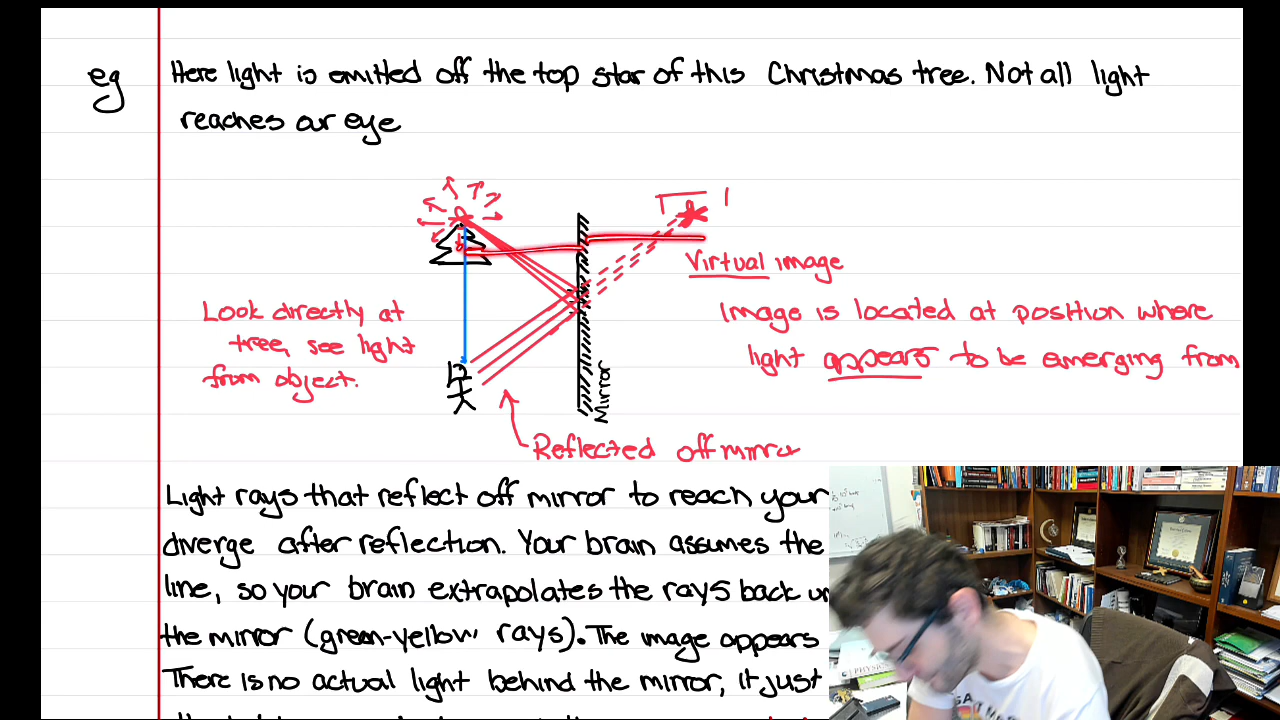 eg
Here light is emitted off the top star of this Christmas tree. Not all light
reaches our eye
Virtual image
Look directly at
tree, see light
from object.
Image is located at position where
light appears to be emerging from
Mirror
Reflected off mirror
Light rays that reflect off mirror to reach your
diverge after reflection. Your brain assumes the
line, so your brain extrapolates the rays back
the mirror (green-yellow rays). The image appears
There is no actual light behind the mirror, it just